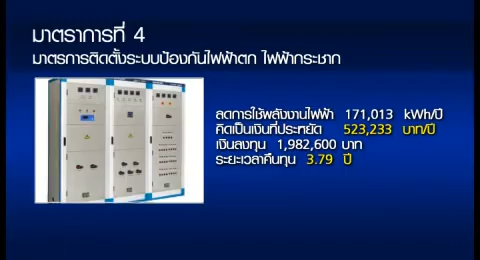 มาตราการที่ 4
มาตรการติดตั้งระบบป้องกันไฟฟ้าตก ไฟฟ้ากระชาก
ลดการใช้พลังงานไฟฟ้า 171,013 kWh/ปี
คิดเป็นเงินที่ประหยัด 523,233 บาท/ปี
เงินลงทุน 1,982,600 บาท
ระยะเวลาคืนทุน 3.79 ปี